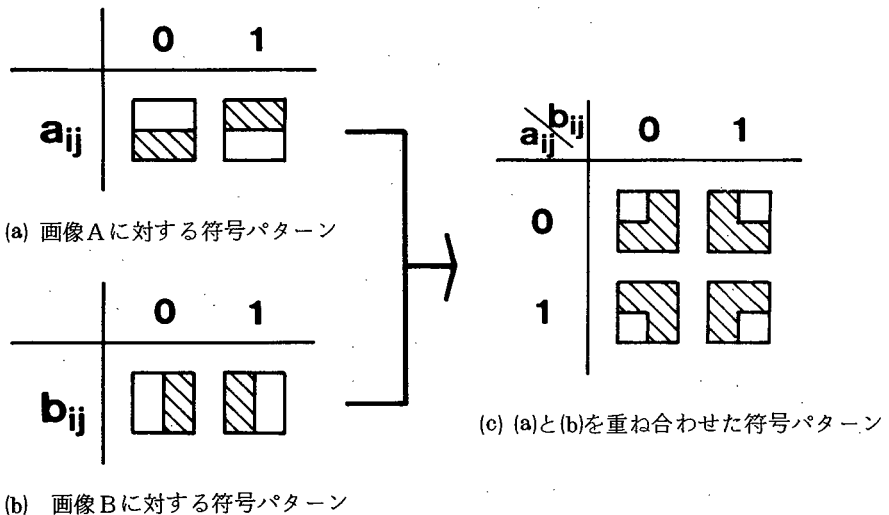 0 1
aij
(a) 画像Aに対する符号パターン
0 1
bij
(b) 画像Bに対する符号パターン
aij bij 0 1
0
1
(c) (a)と(b)を重ね合わせた符号パターン